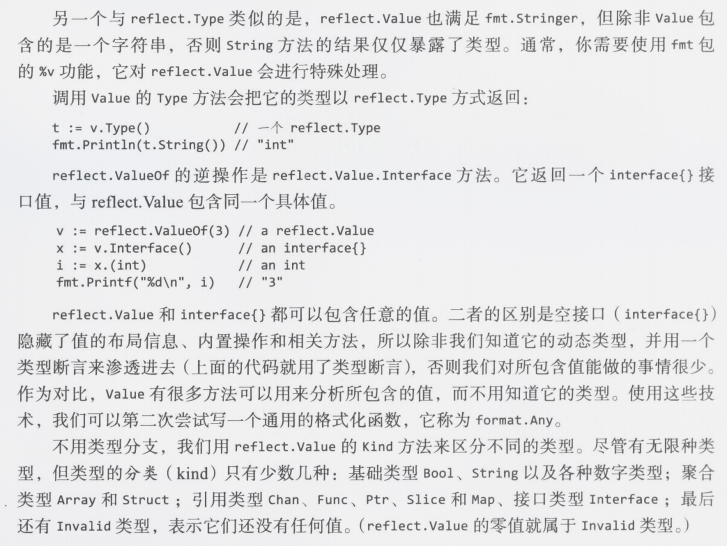 另一个与 reflect.Type 类似的是，reflect.Value 也满足 fmt.Stringer，但除非 Value 包
含的是一个字符串，否则 String 方法的结果仅仅暴露了类型。通常，你需要使用 fmt 包
的 %v 功能，它对 reflect.Value 会进行特殊处理。
调用 Value 的 Type 方法会把它的类型以 reflect.Type 方式返回：
t := v.Type() // 一个 reflect.Type
fmt.Println(t.String()) // "int"
reflect.ValueOf 的逆操作是 reflect.Value.Interface 方法。它返回一个 interface{} 接
口值，与 reflect.Value 包含同一个具体值。
v := reflect.ValueOf(3) // a reflect.Value
x := v.Interface() // an interface{}
i := x.(int) // an int
fmt.Printf("%d\n", i) // "3"
reflect.Value 和 interface{} 都可以包含任意的值。二者的区别是空接口（interface{}）
隐藏了值的布局信息、内置操作和相关方法，所以除非我们知道它的动态类型，并用一个
类型断言来渗透进去（上面的代码就用了类型断言），否则我们对所包含值能做的事情很少。
作为对比，Value 有很多方法可以用来分析所包含的值，而不用知道它的类型。使用这些技
术，我们可以第二次尝试写一个通用的格式化函数，它称为 format.Any。
不用类型分支，我们用 reflect.Value 的 Kind 方法来区分不同的类型。尽管有无限种类
型，但类型的分类（kind）只有少数几种：基础类型 Bool、String 以及各种数字类型；聚合
类型 Array 和 Struct；引用类型 Chan、Func、Ptr、Slice 和 Map、接口类型 Interface；最后
还有 Invalid 类型，表示它们还没有任何值。（reflect.Value 的零值就属于 Invalid 类型。）